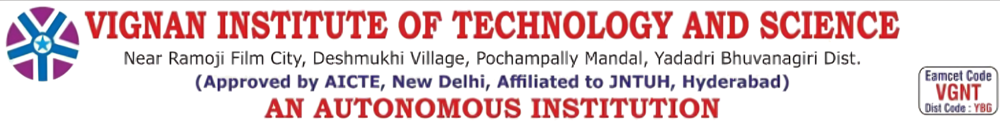 VIGNAN INSTITUTE OF TECHNOLOGY AND SCIENCE
Near Ramoji Film City, Deshmukhi Village, Pochampally Mandal, Yadadri Bhuvanagiri Dist.
(Approved by AICTE, New Delhi, Affiliated to JNTUH, Hyderabad)
AN AUTONOMOUS INSTITUTION
Eamcet Code
VGNT
Dist Code : YBG